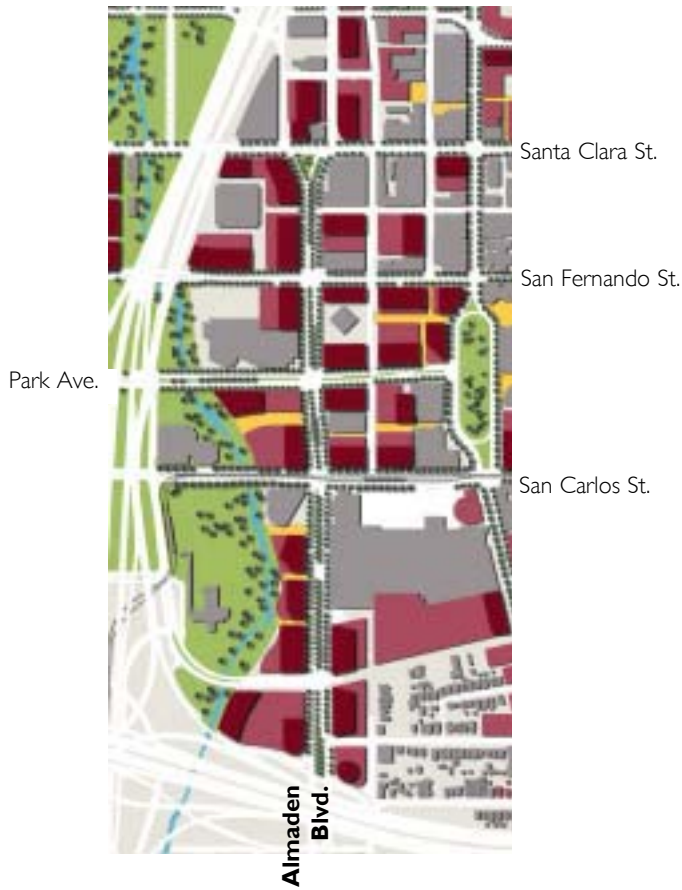 Santa Clara St.
San Fernando St.
Park Ave.
San Carlos St.
Almaden
Blvd.